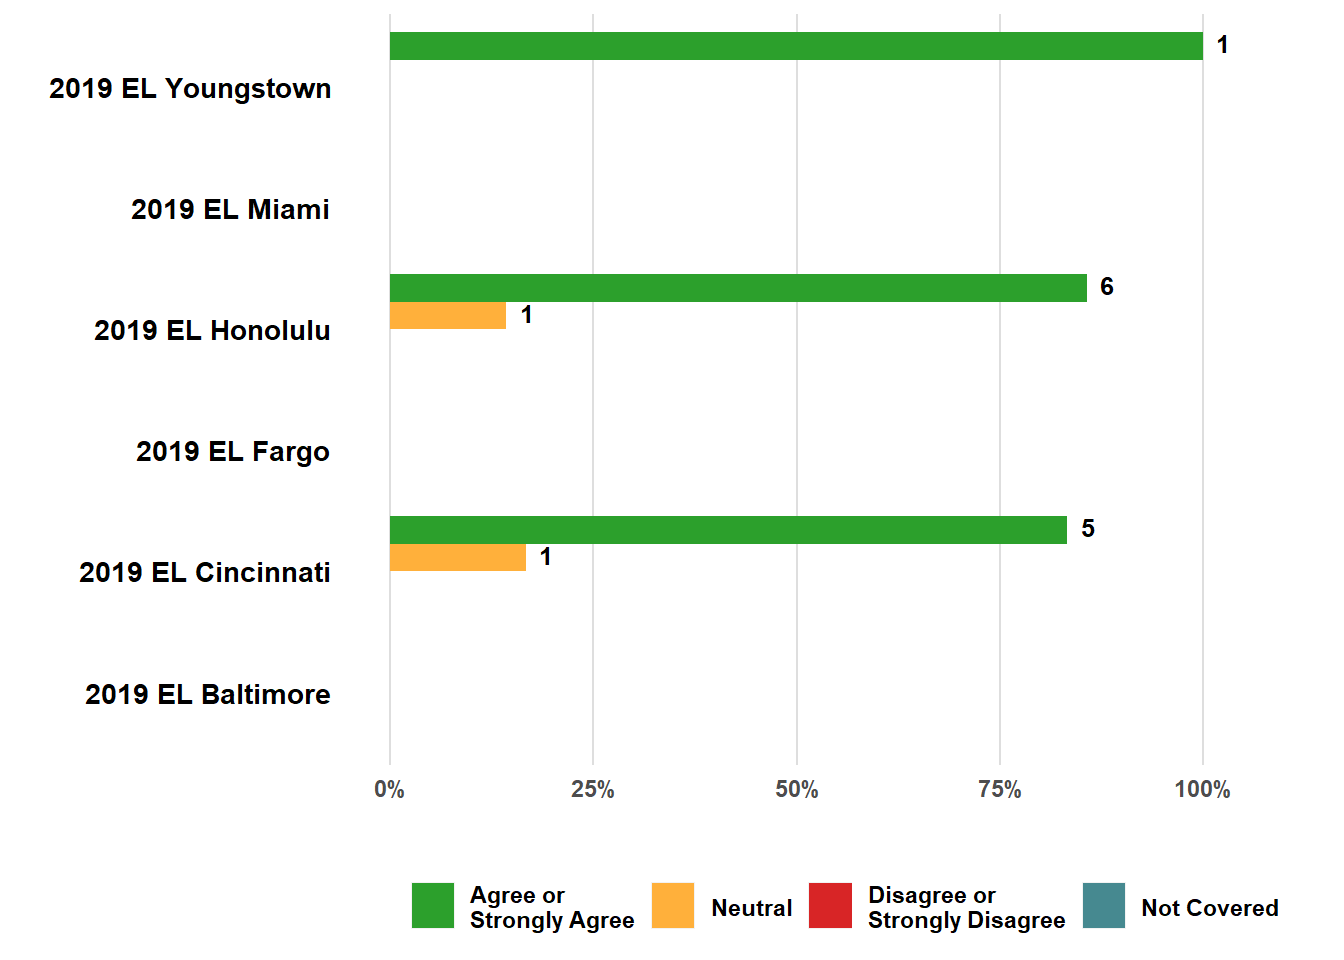 1
2019 EL Youngstown
2019 EL Miami
6
1
2019 EL Honolulu
2019 EL Fargo
5
1
2019 EL Cincinnati
2019 EL Baltimore
0% 25% 50% 75% 100%
Agree or
Strongly Agree
Neutral
Disagree or
Strongly Disagree
Not Covered